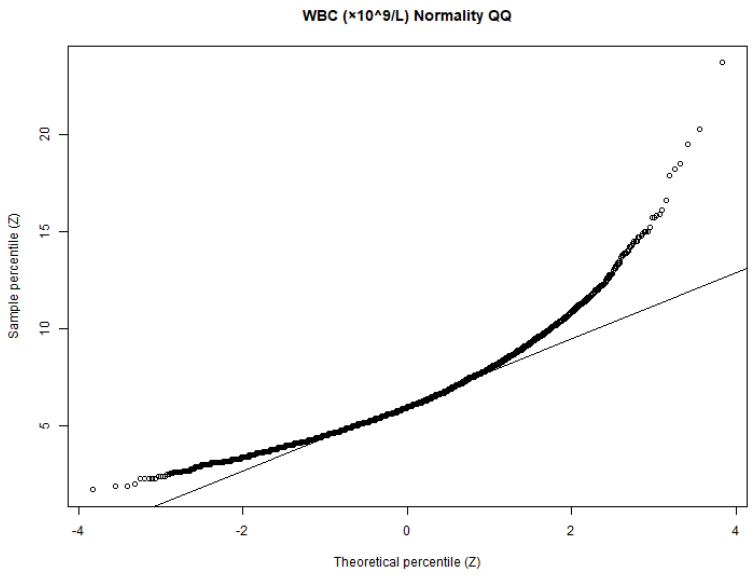 WBC (×10^9/L) Normality QQ
Sample percentile (Z)
20
15
10
5
-4 -2 0 2 4
Theoretical percentile (Z)